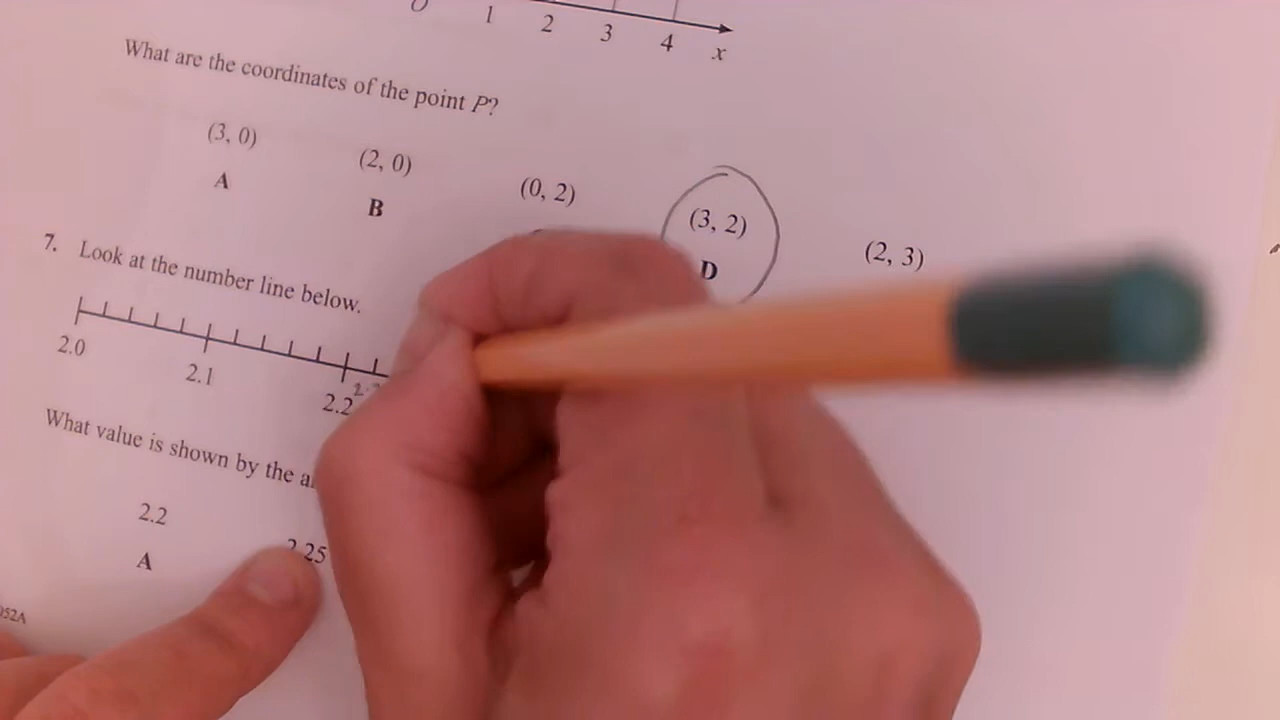 O 1 2 3 4 x
What are the coordinates of the point P?
(3, 0) (2, 0) (0, 2) (3, 2) (2, 3)
A B D
7. Look at the number line below.
2.0 2.1 2.2
What value is shown by the
2.2 2.25
A
052A